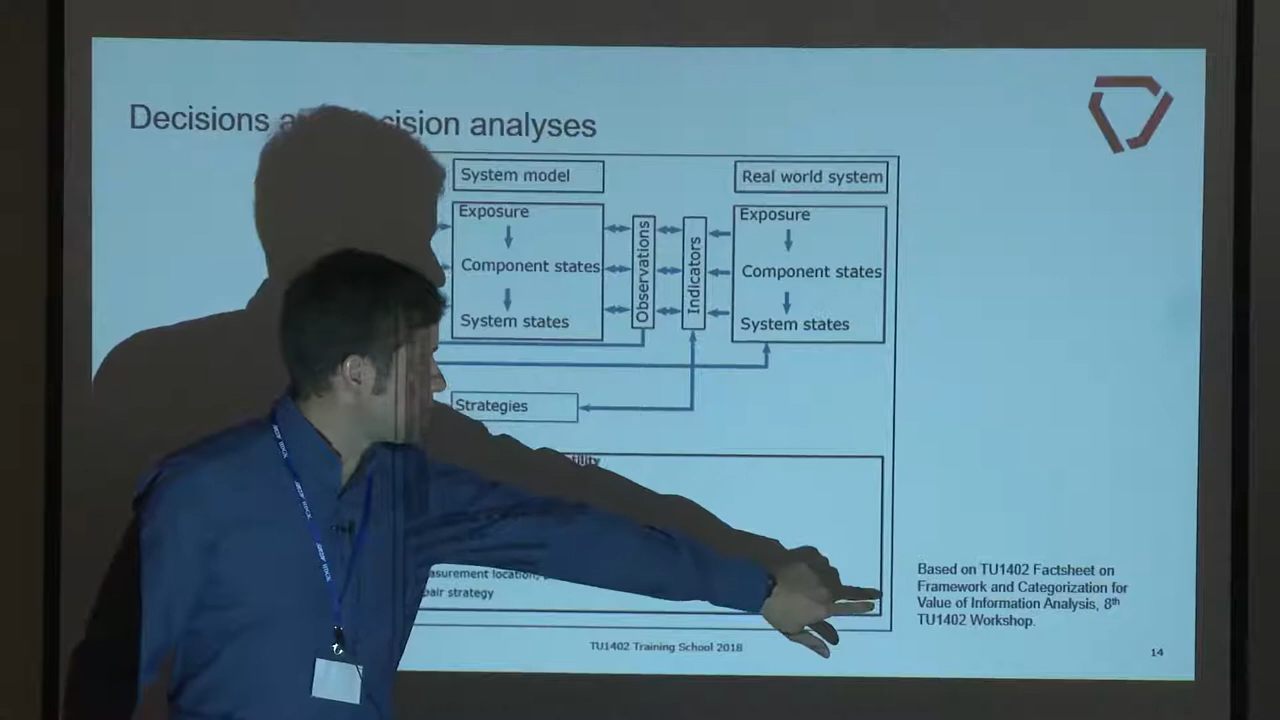 Decisions a cision analyses
System model
Real world system
Exposure
Component states
System states
Observations
Indicators
Exposure
Component states
System states
Strategies
tility
asurement location,
pair strategy
Based on TU1402 Factsheet on
Framework and Categorization for
Value of Information Analysis, 8th
TU1402 Workshop.
TU1402 Training School 2018
14